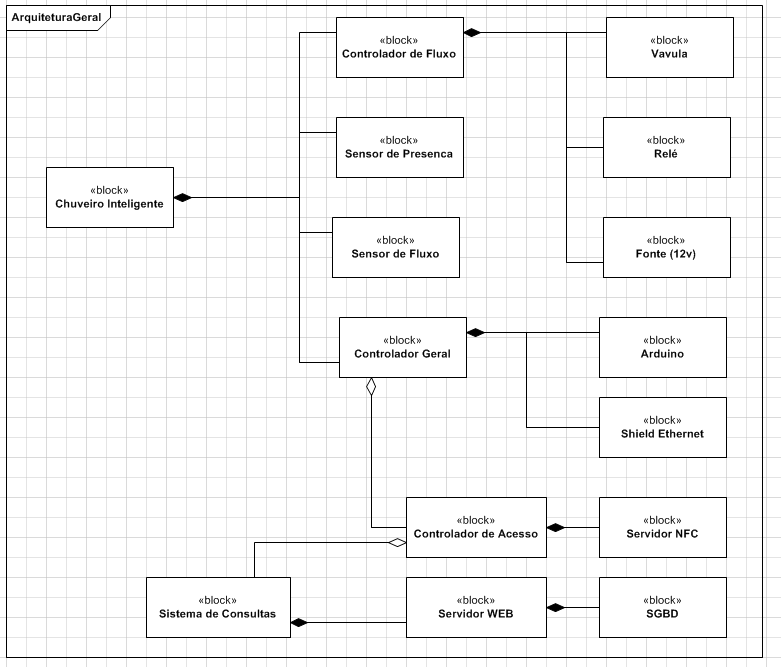 ArquiteturaGeral
«block»
Controlador de Fluxo
«block»
Vavula
«block»
Sensor de Presenca
«block»
Relé
«block»
Chuveiro Inteligente
«block»
Sensor de Fluxo
«block»
Fonte (12v)
«block»
Controlador Geral
«block»
Arduino
«block»
Shield Ethernet
«block»
Controlador de Acesso
«block»
Servidor NFC
«block»
Sistema de Consultas
«block»
Servidor WEB
«block»
SGBD